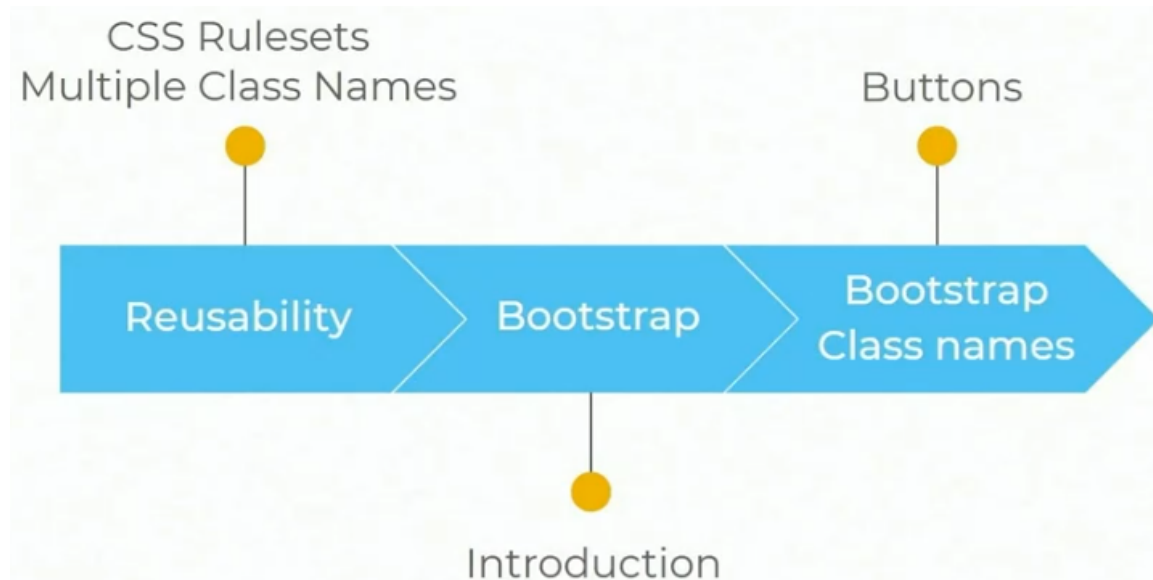 CSS Rulesets
Multiple Class Names
Buttons
Reusability
Bootstrap
Bootstrap
Class names
Introduction